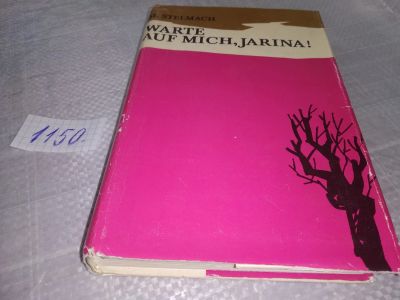 H. STELMACH
WARTE
AUF MICH, JARINA!
1150